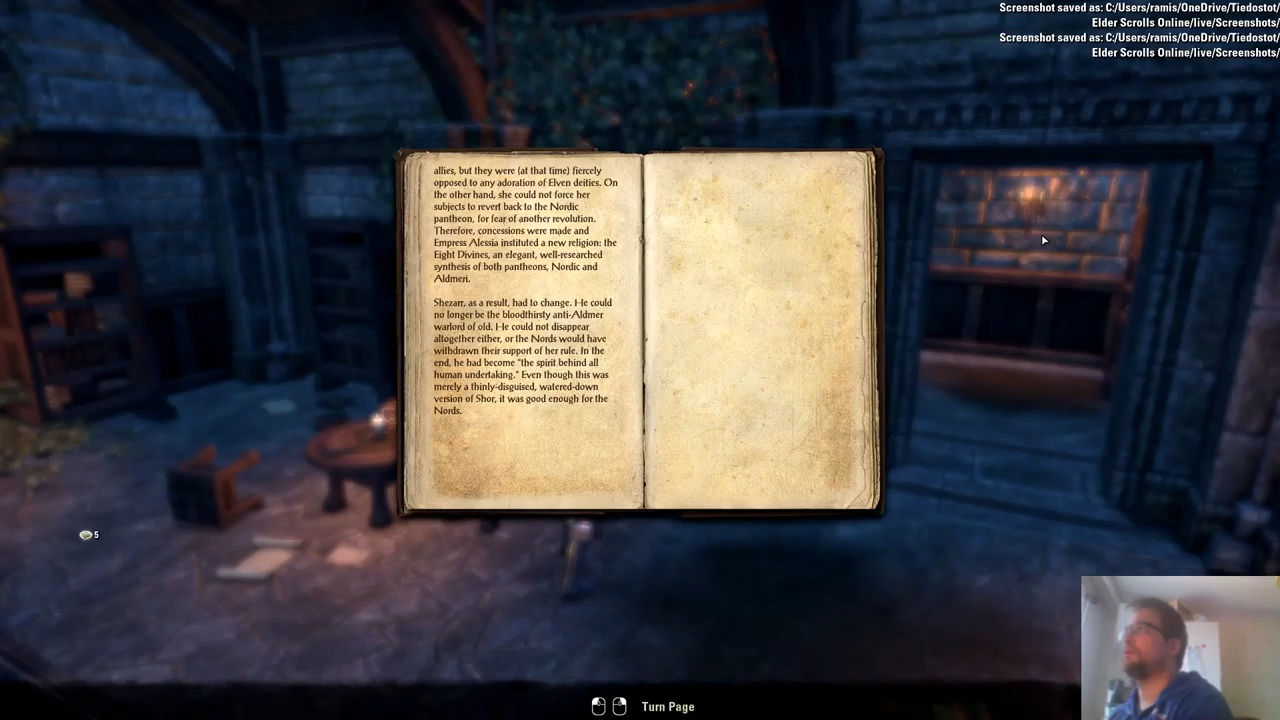 Screenshot saved as: C:/Users/ramis/OneDrive/Tiedostot/
Elder Scrolls Online/live/Screenshots/
Screenshot saved as: C:/Users/ramis/OneDrive/Tiedostot/
Elder Scrolls Online/live/Screenshots/
allies, but they were (at that time) fiercely
opposed to any adoration of Elven deities. On
the other hand, she could not force her
subjects to revert back to the Nordic
pantheon, for fear of another revolution.
Therefore, concessions were made and
Empress Alessia instituted a new religion: the
Eight Divines, an elegant, well-researched
synthesis of both pantheons, Nordic and
Aldmeri.
Shezarr, as a result, had to change. He could
no longer be the bloodthirsty anti-Aldmer
warlord of old. He could not disappear
altogether either, or the Nords would have
withdrawn their support of her rule. In the
end, he had become "the spirit behind all
human undertaking." Even though this was
merely a thinly-disguised, watered-down
version of Shor, it was good enough for the
Nords.
5
Turn Page